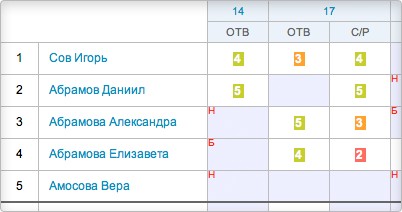 14 17
ОТВ ОТВ С/Р
1 Сов Игорь 4 3 4
2 Абрамов Даниил 5 5 Н
3 Абрамова Александра Н 5 3 Б
4 Абрамова Елизавета Б 4 2
5 Амосова Вера Н Н